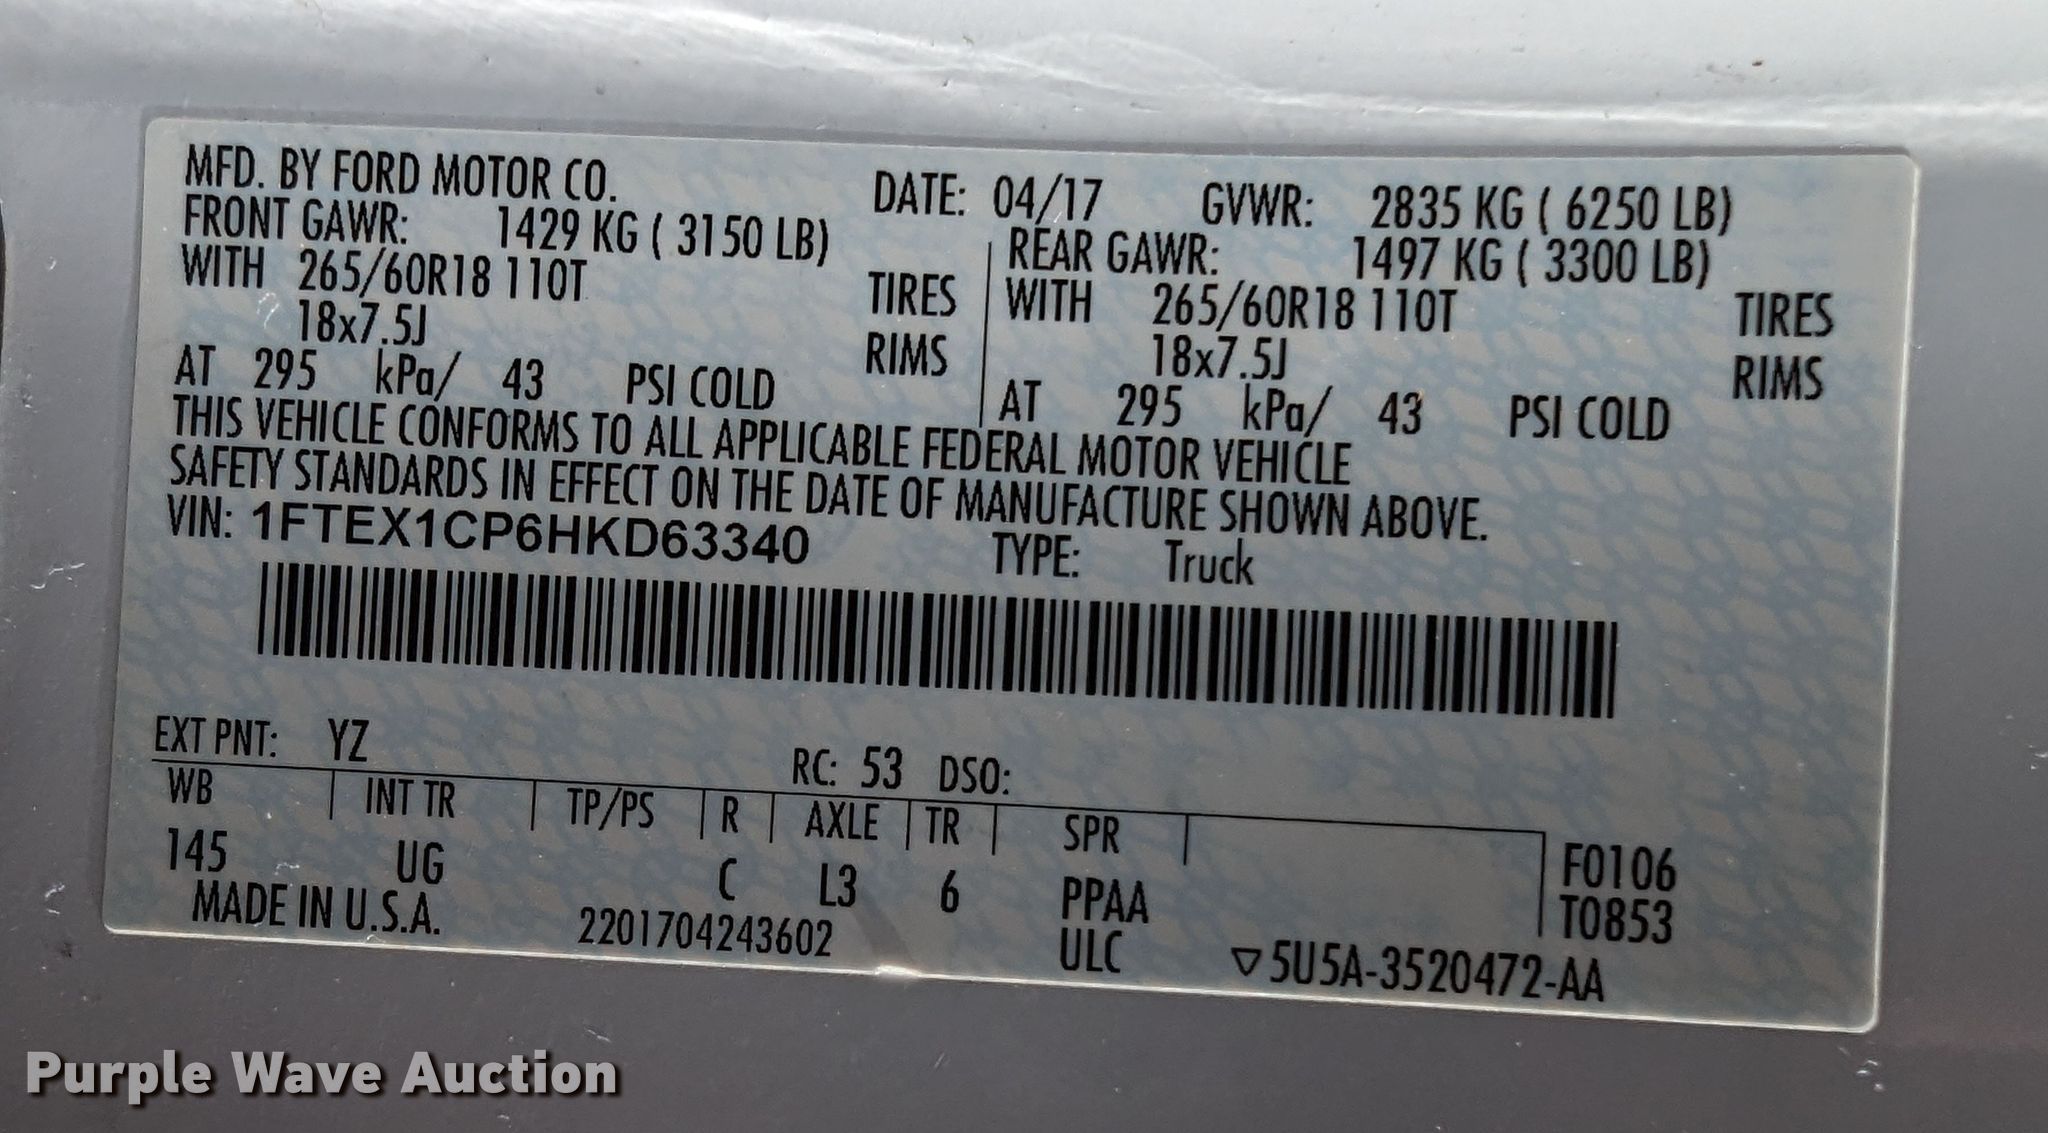 MFD. BY FORD MOTOR CO. DATE: 04/17 GVWR: 2835 KG ( 6250 LB)
FRONT GAWR: 1429 KG ( 3150 LB) REAR GAWR: 1497 KG ( 3300 LB)
WITH 265/60R18 110T TIRES WITH 265/60R18 110T TIRES
18x7.5J RIMS 18x7.5J RIMS
AT 295 kPa/ 43 PSI COLD AT 295 kPa/ 43 PSI COLD
THIS VEHICLE CONFORMS TO ALL APPLICABLE FEDERAL MOTOR VEHICLE
SAFETY STANDARDS IN EFFECT ON THE DATE OF MANUFACTURE SHOWN ABOVE.
VIN: 1FTEX1CP6HKD63340 TYPE: Truck
EXT PNT: YZ RC: 53 DSO:
WB INT TR TP/PS R AXLE TR SPR
145 UG C L3 6 PPAA F0106
T0853
MADE IN U.S.A. 2201704243602 ULC ▽5U5A-3520472-AA
Purple Wave Auction